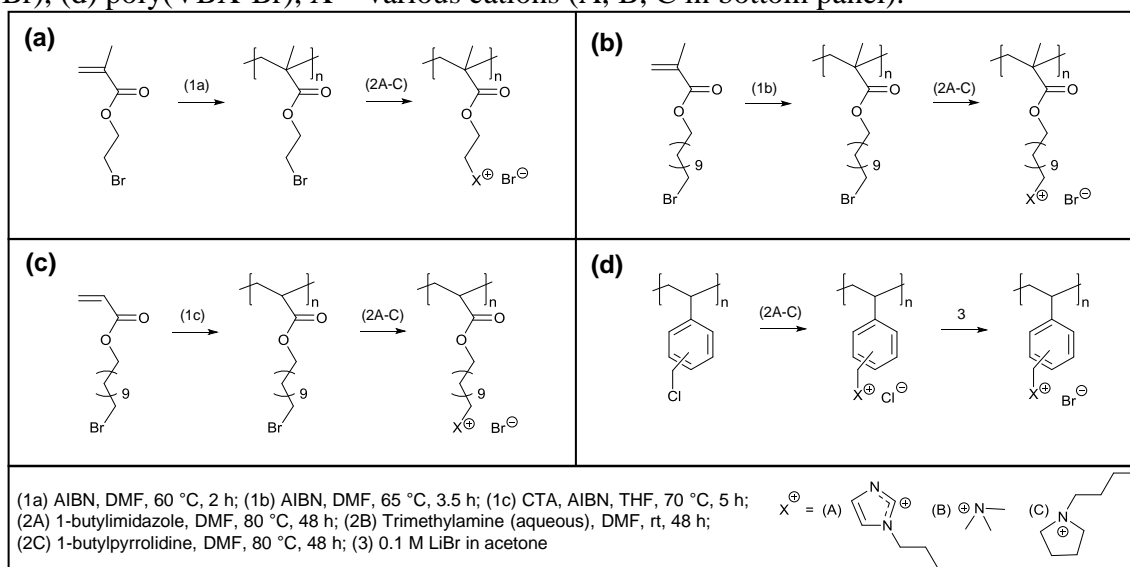 Br); (d) poly(VBA-Br); X = various cations (A, B, C in bottom panel).
(a)
(1a)
(2A-C)
O
O
Br
n
O
O
Br
n
O
O
X⊕ Br⊖
(b)
(1b)
(2A-C)
O
O
9
Br
n
O
O
9
Br
n
O
O
9
X⊕ Br⊖
(c)
(1c)
(2A-C)
O
O
9
Br
n
O
O
9
Br
n
O
O
9
X⊕ Br⊖
(d)
(2A-C)
3
n
Cl
n
X⊕ Cl⊖
n
X⊕ Br⊖
(1a) AIBN, DMF, 60 °C, 2 h; (1b) AIBN, DMF, 65 °C, 3.5 h; (1c) CTA, AIBN, THF, 70 °C, 5 h;
(2A) 1-butylimidazole, DMF, 80 °C, 48 h; (2B) Trimethylamine (aqueous), DMF, rt, 48 h;
(2C) 1-butylpyrrolidine, DMF, 80 °C, 48 h; (3) 0.1 M LiBr in acetone
X⊕ = (A) N ⊕ N (B) ⊕N (C) N ⊕